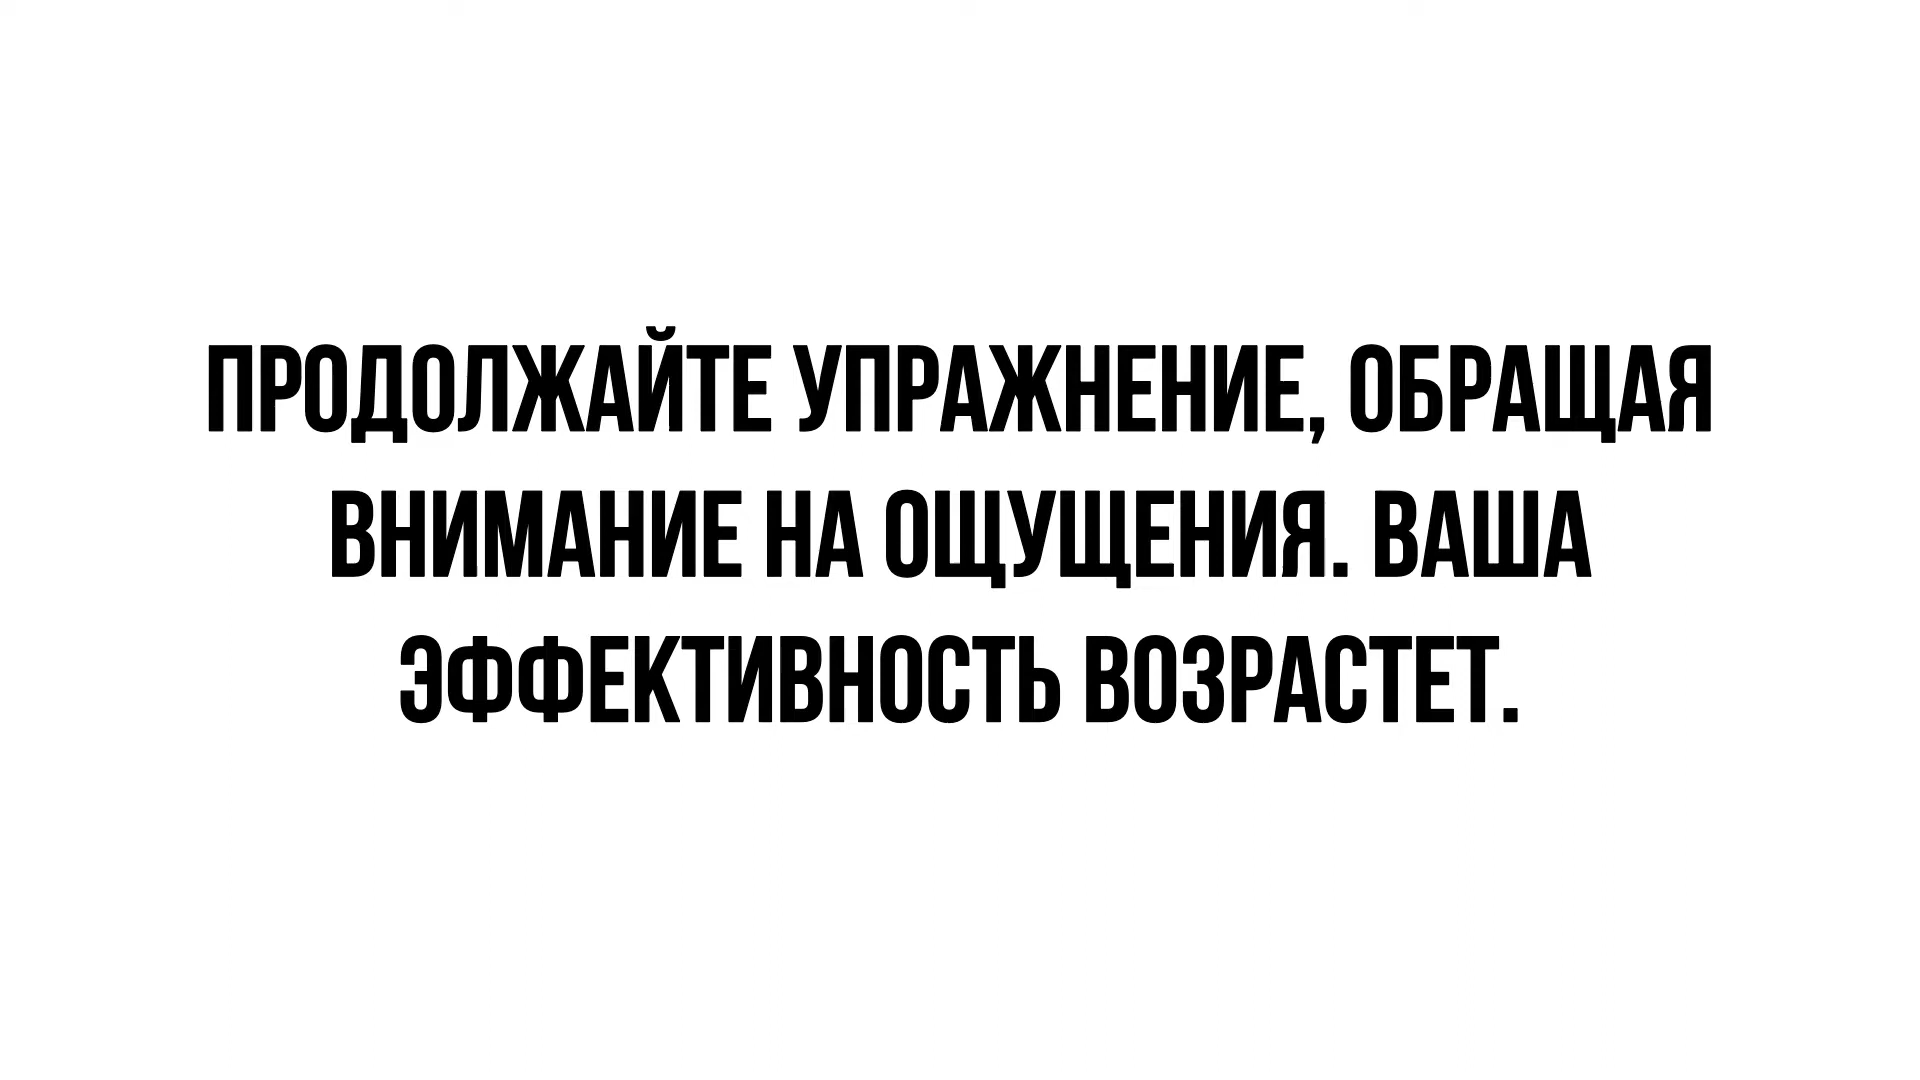 ПРОДОЛЖАЙТЕ УПРАЖНЕНИЕ, ОБРАЩАЯ
ВНИМАНИЕ НА ОЩУЩЕНИЯ. ВАША
ЭФФЕКТИВНОСТЬ ВОЗРАСТЕТ.